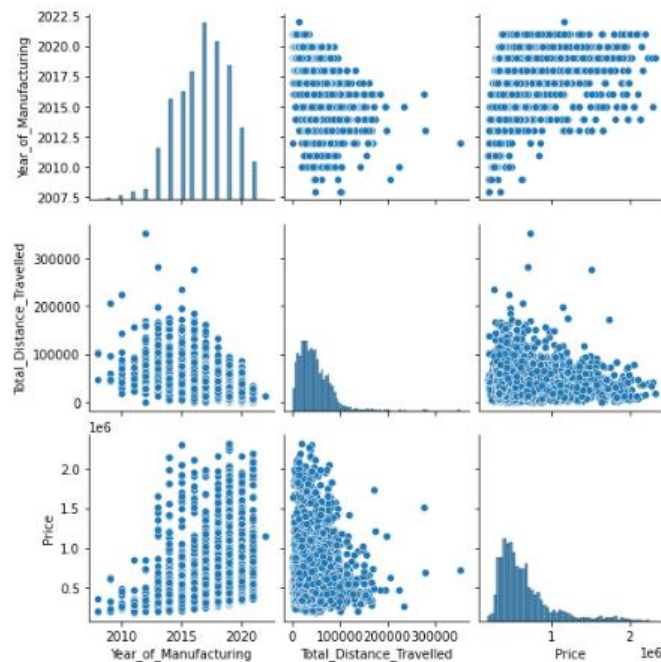 2022.5
2020.0
2017.5
2015.0
2012.5
2010.0
2007.5
Year_of_Manufacturing
300000
200000
100000
0
Total_Distance_Travelled
1e6
2.0
1.5
1.0
0.5
Price
2010 2015 2020
Year_of_Manufacturing
0 100000 200000 300000
Total_Distance_Travelled
1 2
Price 1e6